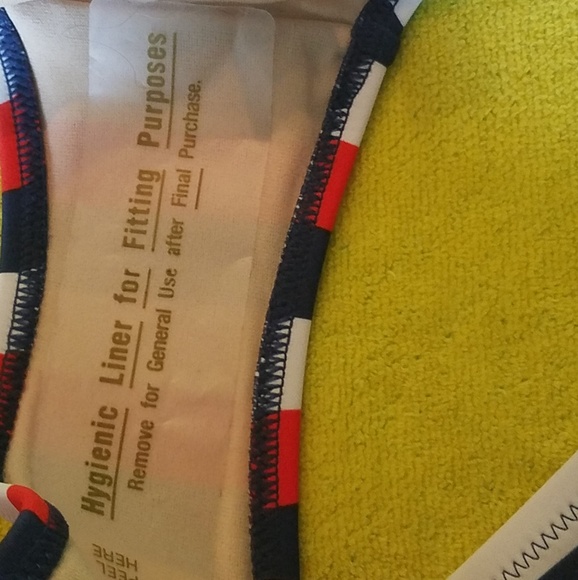 Hygienic Liner for Fitting Purposes
Remove for General Use after Final Purchase.
PEEL
HERE